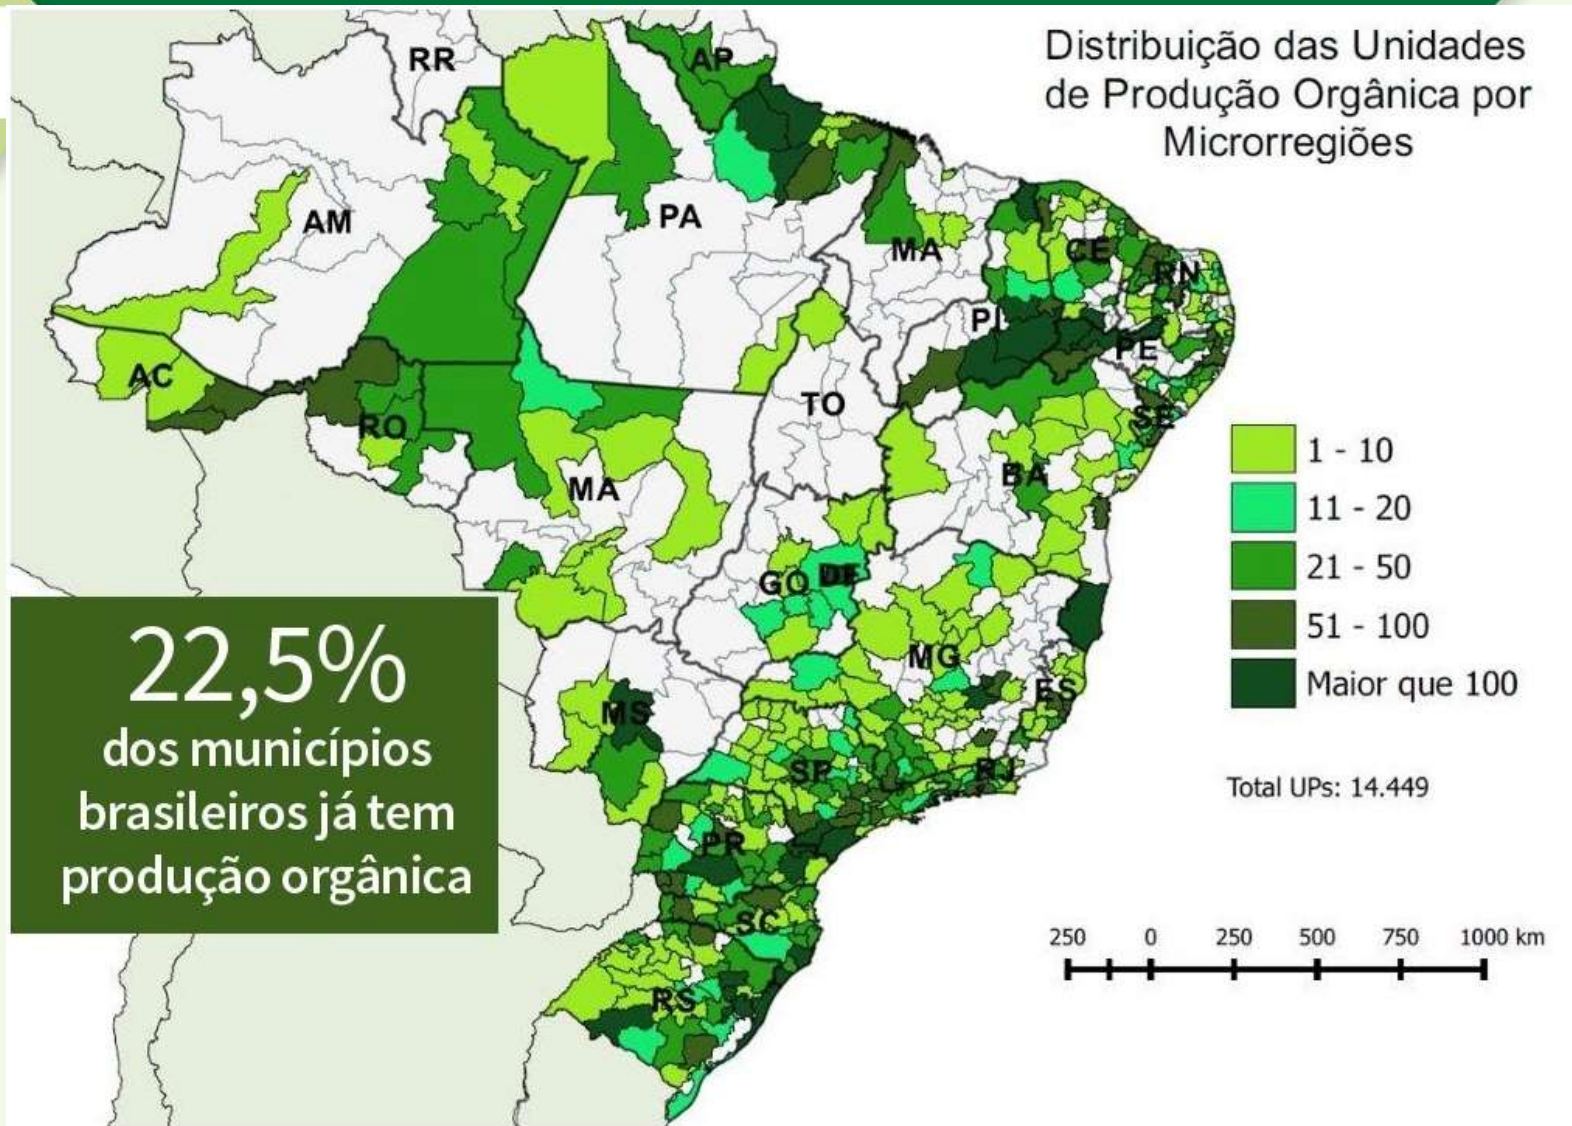 Distribuição das Unidades
de Produção Orgânica por
Microrregiões
RR
AP
AM
PA
MA
CE
RN
PI
PE
AC
TO
RO
SE
BA
MA
GO
DF
MG
ES
MS
SP
RJ
PR
SC
RS
1 - 10
11 - 20
21 - 50
51 - 100
Maior que 100
Total UPs: 14.449
22,5%
dos municípios
brasileiros já tem
produção orgânica
250 0 250 500 750 1000 km